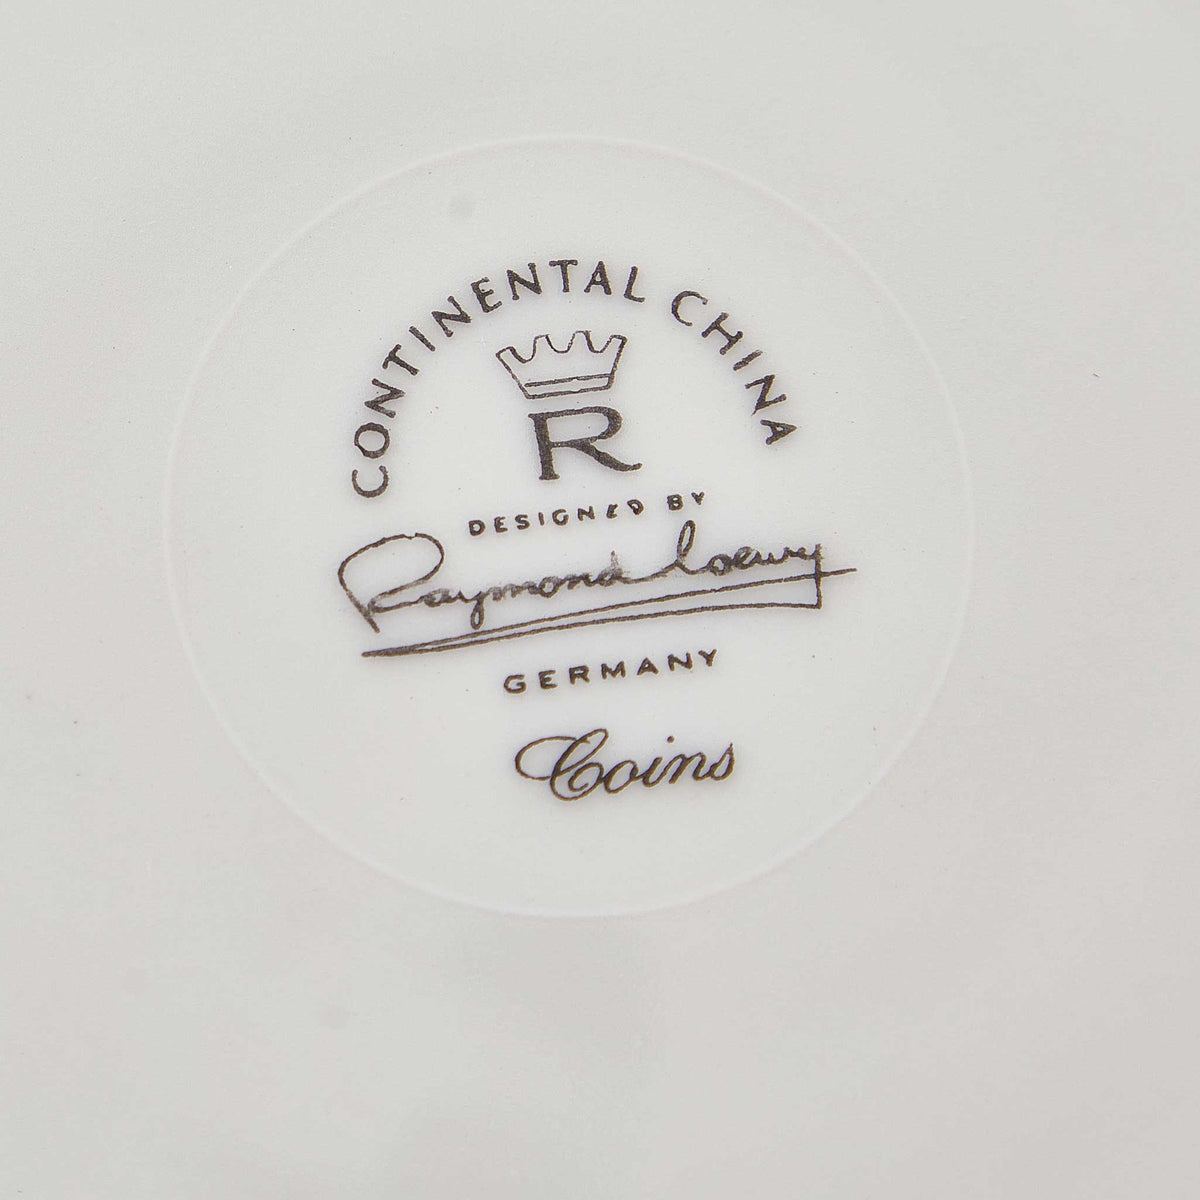 CONTINENTAL CHINA
R
DESIGNED BY
Raymond Loewy
GERMANY
Coins